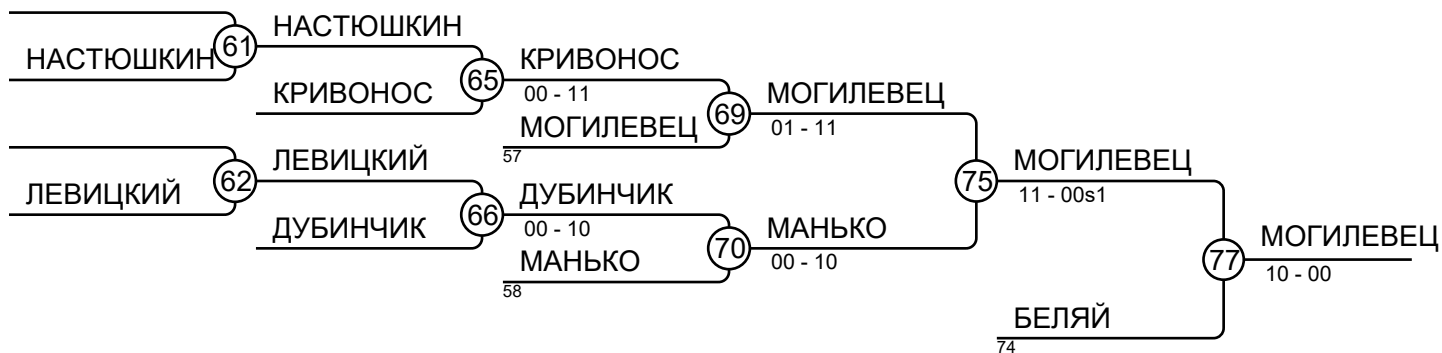 НАСТЮШКИН
61
НАСТЮШКИН
КРИВОНОС
65
КРИВОНОС
00 - 11
МОГИЛЕВЕЦ
57
69
МОГИЛЕВЕЦ
01 - 11
ЛЕВИЦКИЙ
62
ЛЕВИЦКИЙ
ДУБИНЧИК
66
ДУБИНЧИК
00 - 10
МАНЬКО
58
70
МАНЬКО
00 - 10
75
МОГИЛЕВЕЦ
11 - 00s1
БЕЛЯЙ
74
77
МОГИЛЕВЕЦ
10 - 00